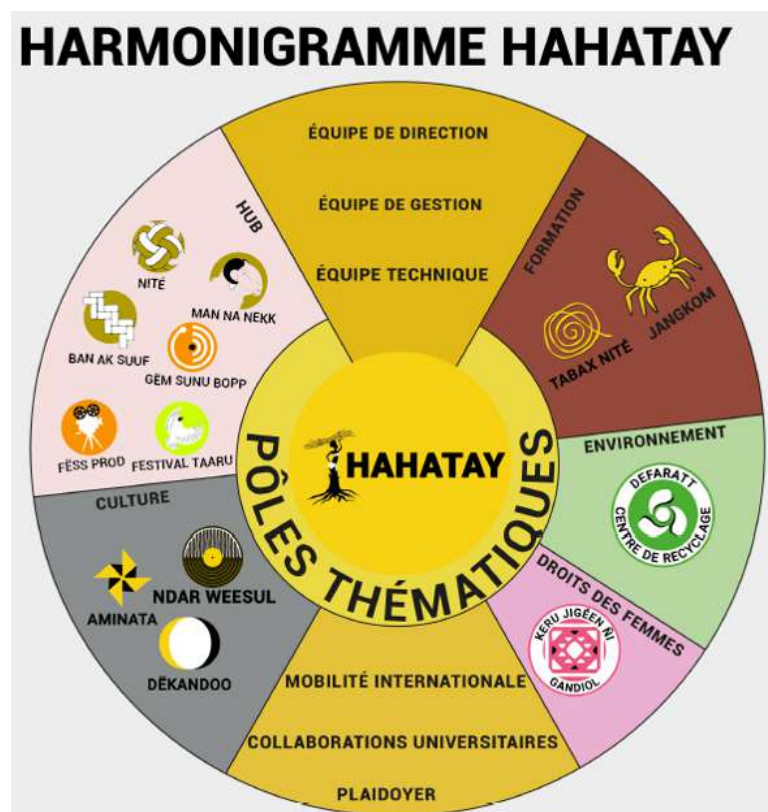 HARMONIGRAMME HAHATAY
ÉQUIPE DE DIRECTION
ÉQUIPE DE GESTION
ÉQUIPE TECHNIQUE
FORMATION
JANGKOM
TABAX NITÉ
ENVIRONNEMENT
DEFARATT
CENTRE DE RECYCLAGE
DROITS DES FEMMES
KERU JIGÉEN ÑI
GANDIOL
MOBILITÉ INTERNATIONALE
COLLABORATIONS UNIVERSITAIRES
PLAIDOYER
CULTURE
NDAR WEESUL
AMINATA
DËKANDOO
HUB
NITÉ
MAN NA NEKK
BAN AK SUUF
GËM SUNU BOPP
FËSS PROD
FESTIVAL TAARU
HAHATAY
PÔLES THÉMATIQUES